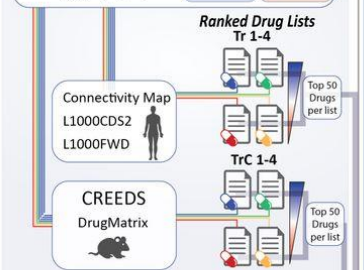 Ranked Drug Lists
Tr 1-4
Connectivity Map
L1000CDS2
L1000FWD
Top 50
Drugs
per list
TrC 1-4
CREEDS
DrugMatrix
Top 50
Drugs
per list